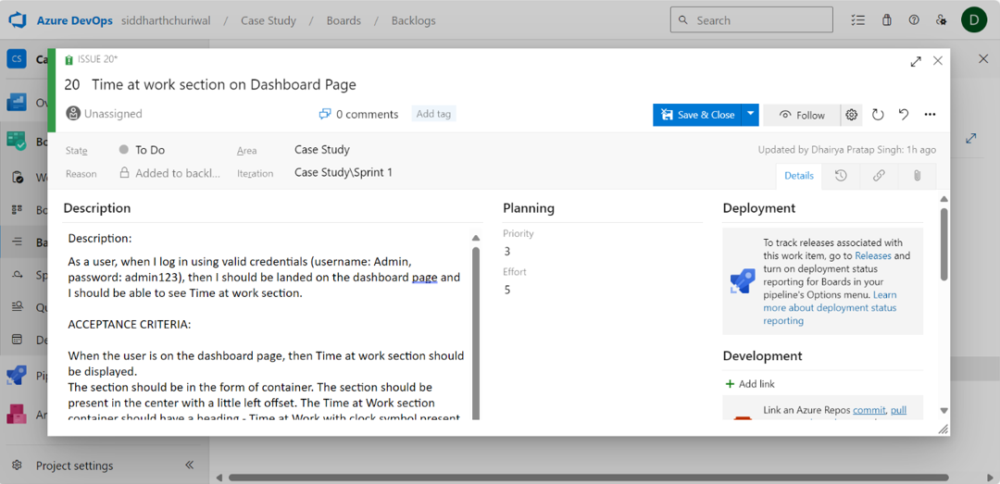 Azure DevOps siddharthchuriwal / Case Study / Boards / Backlogs Search D
CS Ca
ISSUE 20*
20 Time at work section on Dashboard Page
Unassigned 0 comments Add tag Save & Close Follow
State To Do Area Case Study Updated by Dhairya Pratap Singh: 1h ago
Reason Added to backl... Iteration Case Study\Sprint 1 Details
Description
Description:
As a user, when I log in using valid credentials (username: Admin,
password: admin123), then I should be landed on the dashboard page and
I should be able to see Time at work section.
ACCEPTANCE CRITERIA:
When the user is on the dashboard page, then Time at work section should
be displayed.
The section should be in the form of container. The section should be
present in the center with a little left offset. The Time at Work section
container should have a heading - Time at Work with clock symbol present
Planning
Priority
3
Effort
5
Deployment
To track releases associated with
this work item, go to Releases and
turn on deployment status
reporting for Boards in your
pipeline's Options menu. Learn
more about deployment status
reporting
Development
Add link
Link an Azure Repos commit, pull
Project settings